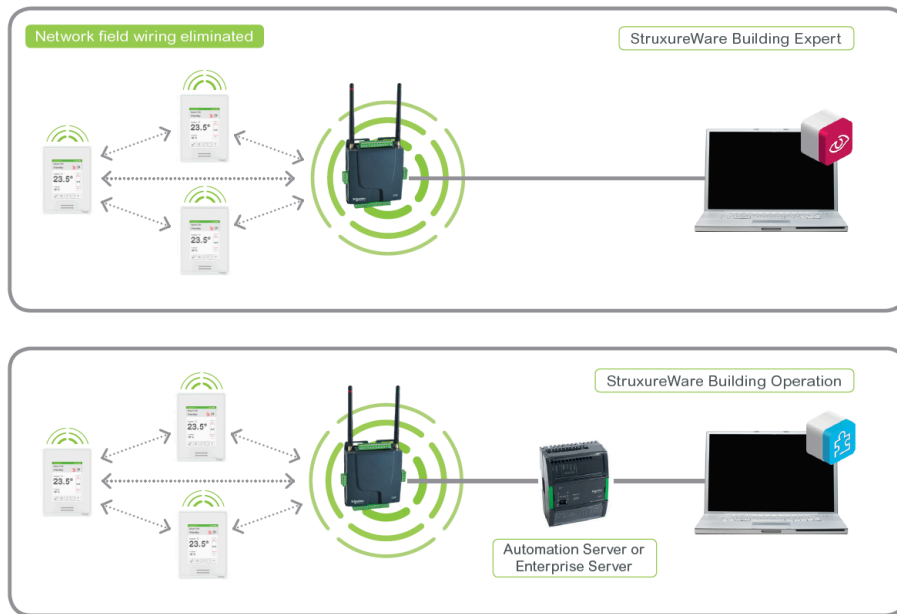 Network field wiring eliminated
StruxureWare Building Expert
23.5°
23.5°
23.5°
StruxureWare Building Operation
23.5°
23.5°
23.5°
Automation Server or
Enterprise Server